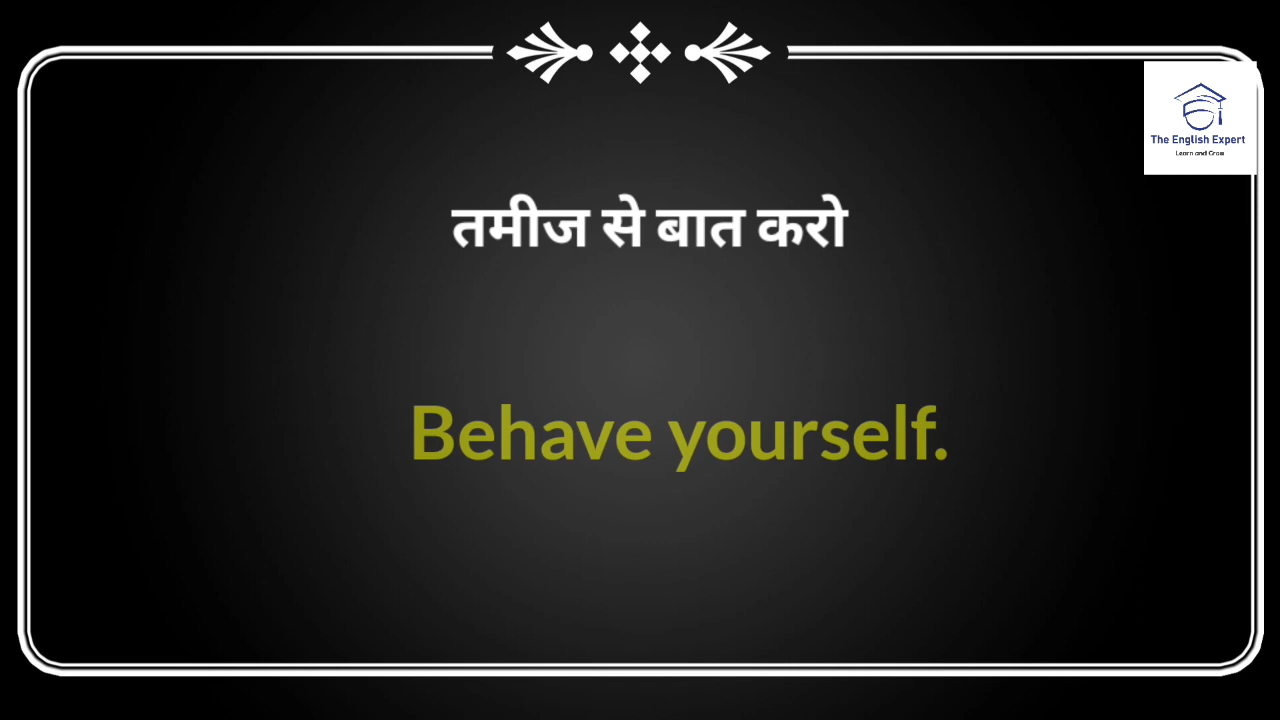 The English Expert
Learn and Grow
तमीज से बात करो
Behave yourself.